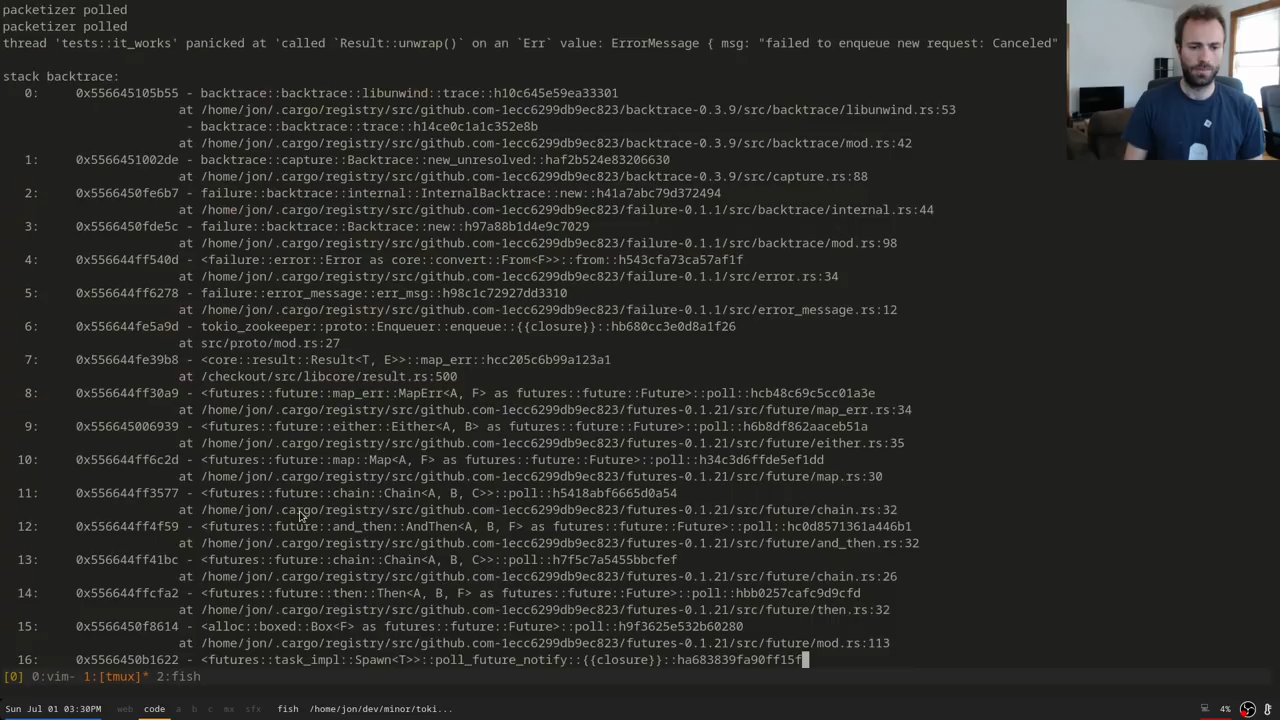 packetizer polled
packetizer polled
thread 'tests::it_works' panicked at 'called `Result::unwrap()` on an `Err` value: ErrorMessage { msg: "failed to enqueue new request: Canceled"
stack backtrace:
0: 0x556645105b55 - backtrace::backtrace::libunwind::trace::h10c645e59ea33301
at /home/jon/.cargo/registry/src/github.com-1ecc6299db9ec823/backtrace-0.3.9/src/backtrace/libunwind.rs:53
- backtrace::backtrace::trace::h14ce0c1a1c352e8b
at /home/jon/.cargo/registry/src/github.com-1ecc6299db9ec823/backtrace-0.3.9/src/backtrace/mod.rs:42
1: 0x5566451002de - backtrace::capture::Backtrace::new_unresolved::haf2b524e83206630
at /home/jon/.cargo/registry/src/github.com-1ecc6299db9ec823/backtrace-0.3.9/src/capture.rs:88
2: 0x5566450fe6b7 - failure::backtrace::internal::InternalBacktrace::new::h41a7abc79d372494
at /home/jon/.cargo/registry/src/github.com-1ecc6299db9ec823/failure-0.1.1/src/backtrace/internal.rs:44
3: 0x5566450fde5c - failure::backtrace::Backtrace::new::h97a88b1d4e9c7029
at /home/jon/.cargo/registry/src/github.com-1ecc6299db9ec823/failure-0.1.1/src/backtrace/mod.rs:98
4: 0x556644ff540d - <failure::error::Error as core::convert::From<F>>::from::h543cfa73ca57af1f
at /home/jon/.cargo/registry/src/github.com-1ecc6299db9ec823/failure-0.1.1/src/error.rs:34
5: 0x556644ff6278 - failure::error_message::err_msg::h98c1c72927dd3310
at /home/jon/.cargo/registry/src/github.com-1ecc6299db9ec823/failure-0.1.1/src/error_message.rs:12
6: 0x556644fe5a9d - tokio_zookeeper::proto::Enqueuer::enqueue::{{closure}}::hb680cc3e0d8a1f26
at src/proto/mod.rs:27
7: 0x556644fe39b8 - <core::result::Result<T, E>>::map_err::hcc205c6b99a123a1
at /checkout/src/libcore/result.rs:500
8: 0x556644ff30a9 - <futures::future::map_err::MapErr<A, F> as futures::future::Future>::poll::hcb48c69c5cc01a3e
at /home/jon/.cargo/registry/src/github.com-1ecc6299db9ec823/futures-0.1.21/src/future/map_err.rs:34
9: 0x556645006939 - <futures::future::either::Either<A, B> as futures::future::Future>::poll::h6b8df862aaceb51a
at /home/jon/.cargo/registry/src/github.com-1ecc6299db9ec823/futures-0.1.21/src/future/either.rs:35
10: 0x556644ff6c2d - <futures::future::map::Map<A, F> as futures::future::Future>::poll::h34c3d6ffde5ef1dd
at /home/jon/.cargo/registry/src/github.com-1ecc6299db9ec823/futures-0.1.21/src/future/map.rs:30
11: 0x556644ff3577 - <futures::future::chain::Chain<A, B, C>>::poll::h5418abf6665d0a54
at /home/jon/.cargo/registry/src/github.com-1ecc6299db9ec823/futures-0.1.21/src/future/chain.rs:32
12: 0x556644ff4f59 - <futures::future::and_then::AndThen<A, B, F> as futures::future::Future>::poll::hc0d8571361a446b1
at /home/jon/.cargo/registry/src/github.com-1ecc6299db9ec823/futures-0.1.21/src/future/and_then.rs:32
13: 0x556644ff41bc - <futures::future::chain::Chain<A, B, C>>::poll::h7f5c7a5455bbcfef
at /home/jon/.cargo/registry/src/github.com-1ecc6299db9ec823/futures-0.1.21/src/future/chain.rs:26
14: 0x556644ffcfa2 - <futures::future::then::Then<A, B, F> as futures::future::Future>::poll::hbb0257cafc9d9cfd
at /home/jon/.cargo/registry/src/github.com-1ecc6299db9ec823/futures-0.1.21/src/future/then.rs:32
15: 0x5566450f8614 - <alloc::boxed::Box<F> as futures::future::Future>::poll::h9f3625e532b60280
at /home/jon/.cargo/registry/src/github.com-1ecc6299db9ec823/futures-0.1.21/src/future/mod.rs:113
16: 0x5566450b1622 - <futures::task_impl::Spawn<T>>::poll_future_notify::{{closure}}::ha683839fa90ff15f
[0] 0:vim- 1:[tmux]* 2:fish
Sun Jul 01 03:30PM web code a b c mx sfx fish /home/jon/dev/minor/toki... 4%